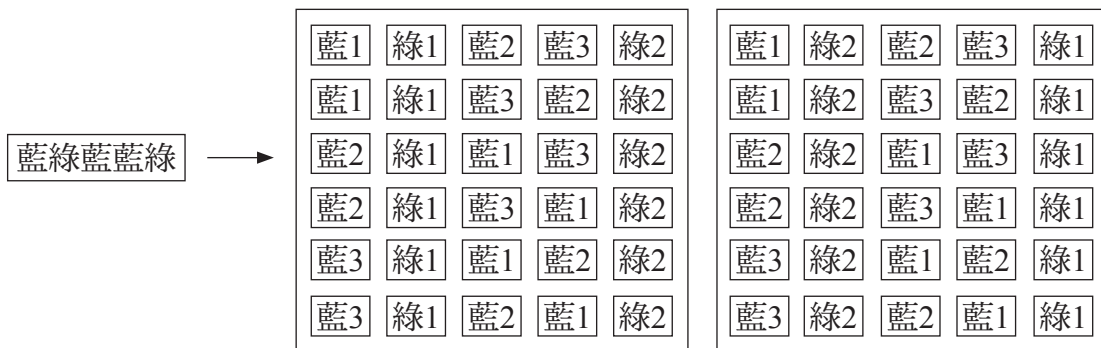 藍綠藍藍綠
藍1 綠1 藍2 藍3 綠2
藍1 綠1 藍3 藍2 綠2
藍2 綠1 藍1 藍3 綠2
藍2 綠1 藍3 藍1 綠2
藍3 綠1 藍1 藍2 綠2
藍3 綠1 藍2 藍1 綠2
藍1 綠2 藍2 藍3 綠1
藍1 綠2 藍3 藍2 綠1
藍2 綠2 藍1 藍3 綠1
藍2 綠2 藍3 藍1 綠1
藍3 綠2 藍1 藍2 綠1
藍3 綠2 藍2 藍1 綠1